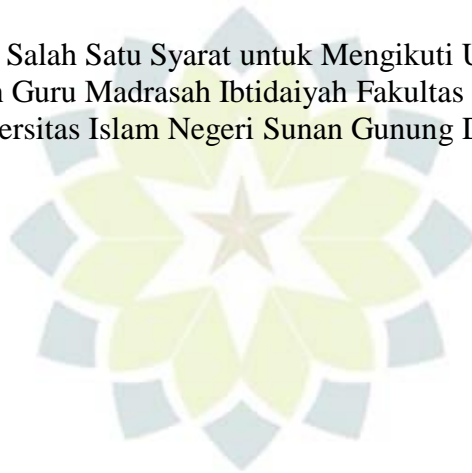 Salah Satu Syarat untuk Mengikuti U
Guru Madrasah Ibtidaiyah Fakultas
ersitas Islam Negeri Sunan Gunung D